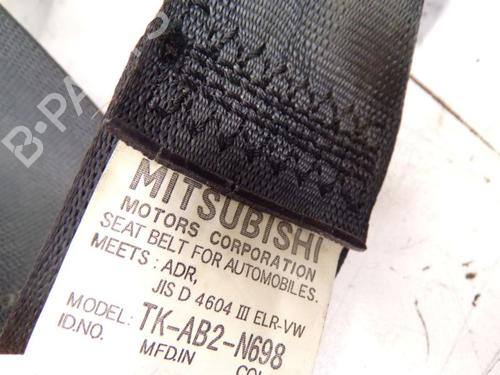 MITSUBISHI
MOTORS CORPORATION
SEAT BELT FOR AUTOMOBILES.
MEETS : ADR,
JIS D 4604 III ELR-VW
MODEL: TK-AB2-N698
ID.NO. MFD.IN